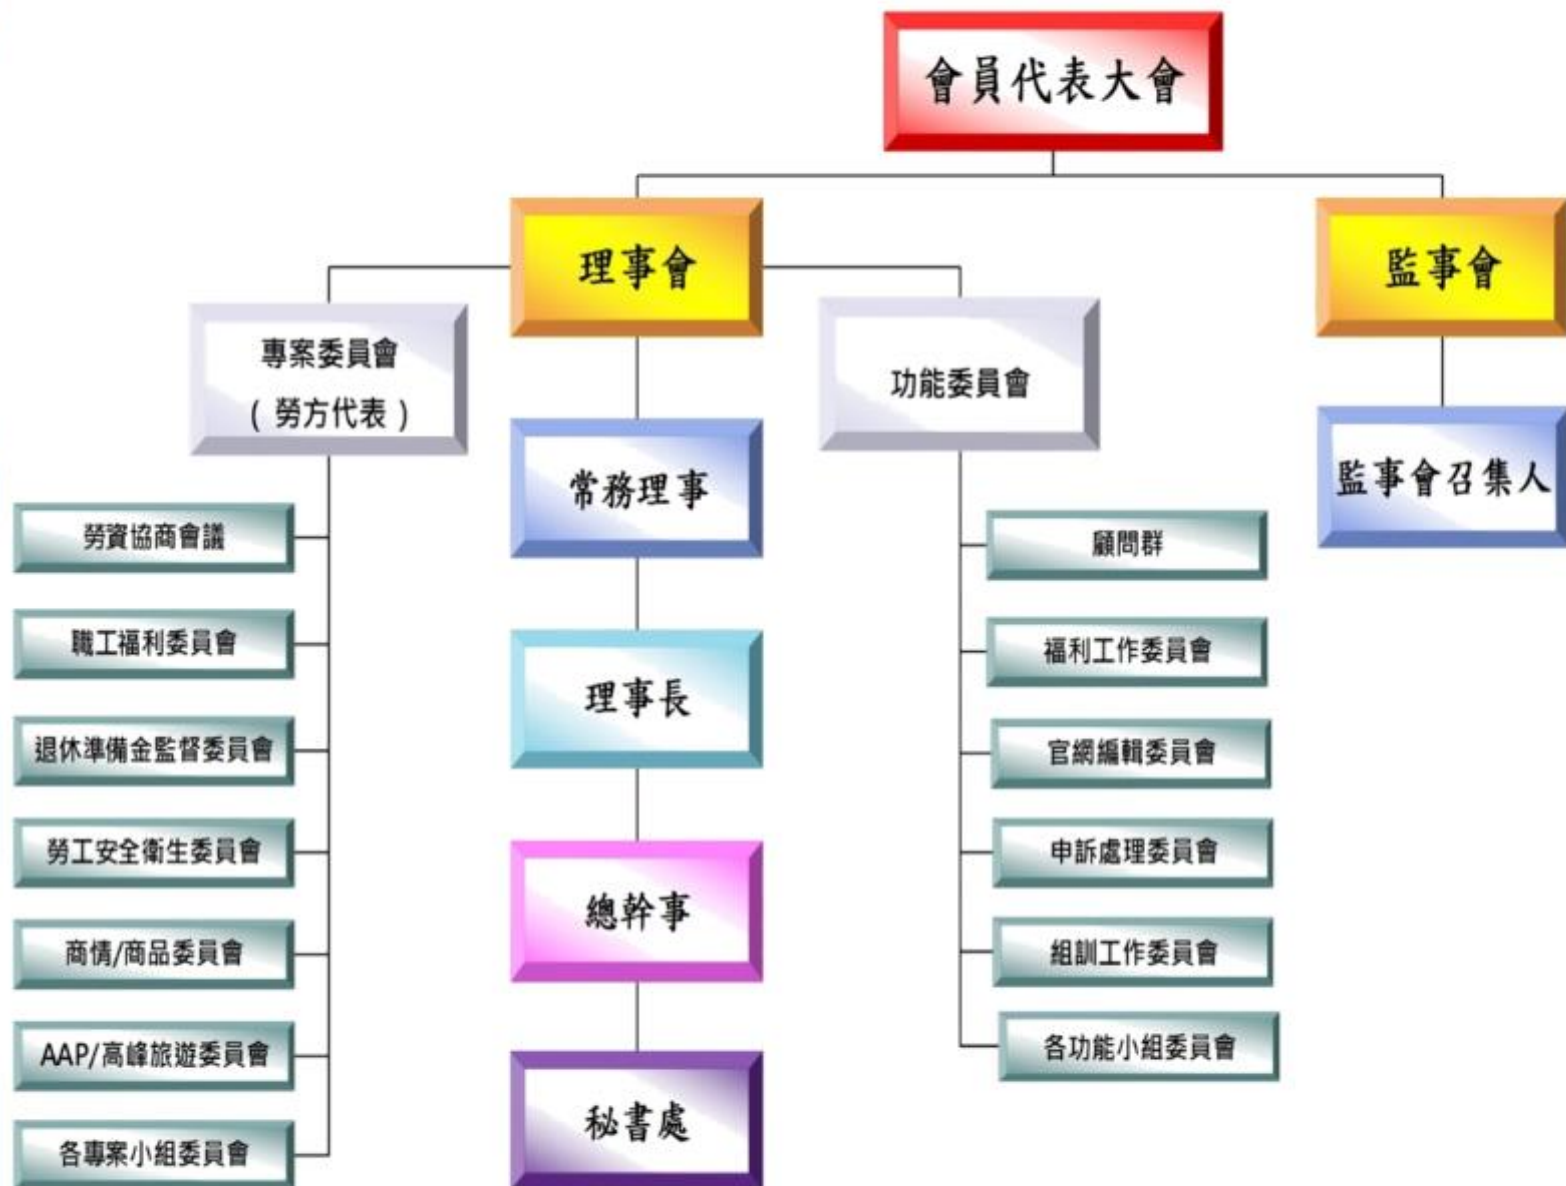 會員代表大會
理事會
監事會
專案委員會
( 勞方代表 )
功能委員會
常務理事
監事會召集人
理事長
總幹事
秘書處
勞資協商會議
職工福利委員會
退休準備金監督委員會
勞工安全衛生委員會
商情/商品委員會
AAP/高峰旅遊委員會
各專案小組委員會
顧問群
福利工作委員會
官網編輯委員會
申訴處理委員會
組訓工作委員會
各功能小組委員會